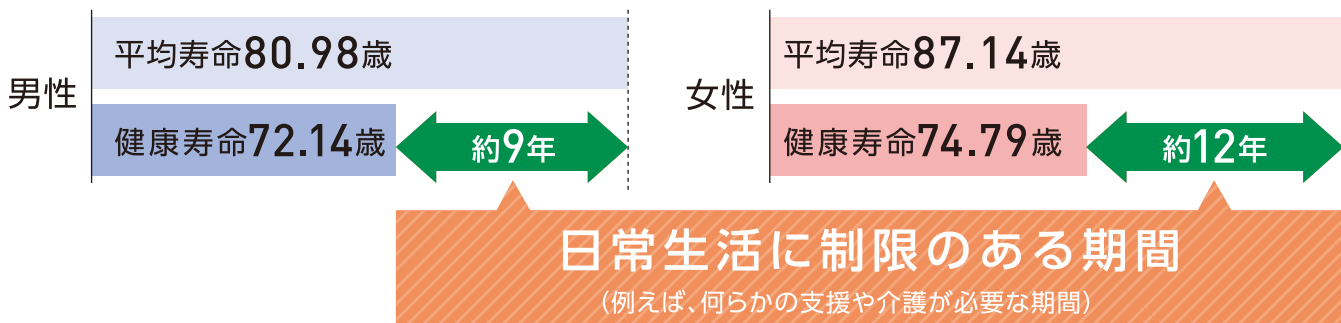 男性
平均寿命80.98歳
健康寿命72.14歳
約9年
女性
平均寿命87.14歳
健康寿命74.79歳
約12年
日常生活に制限のある期間
(例えば、何らかの支援や介護が必要な期間)